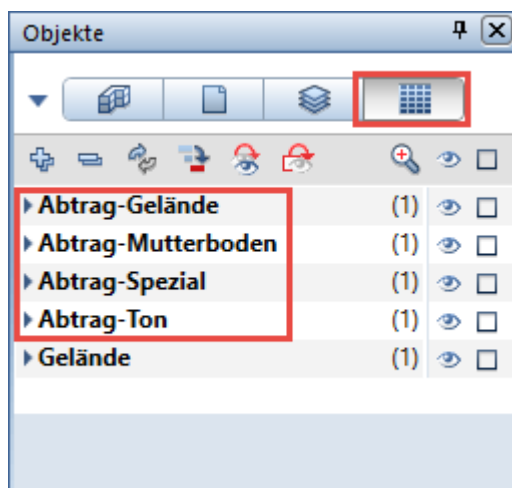 Objekte
Abtrag-Gelände (1)
Abtrag-Mutterboden (1)
Abtrag-Spezial (1)
Abtrag-Ton (1)
Gelände (1)